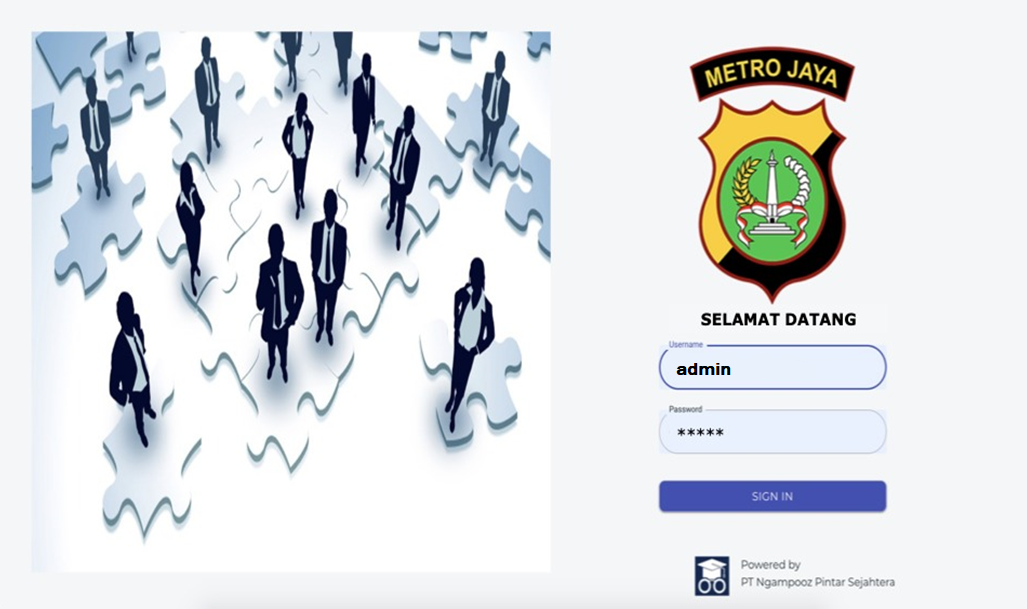 METRO JAYA
SELAMAT DATANG
Username
admin
Password
*****
SIGN IN
Powered by
PT Ngampooz Pintar Sejahtera